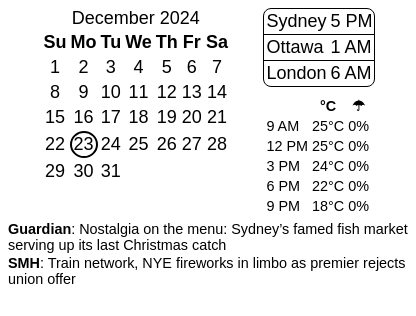 December 2024
Su Mo Tu We Th Fr Sa
1 2 3 4 5 6 7
8 9 10 11 12 13 14
15 16 17 18 19 20 21
22 23 24 25 26 27 28
29 30 31
Sydney 5 PM
Ottawa 1 AM
London 6 AM
°C ☂
9 AM 25°C 0%
12 PM 25°C 0%
3 PM 24°C 0%
6 PM 22°C 0%
9 PM 18°C 0%
Guardian: Nostalgia on the menu: Sydney’s famed fish market
serving up its last Christmas catch
SMH: Train network, NYE fireworks in limbo as premier rejects
union offer